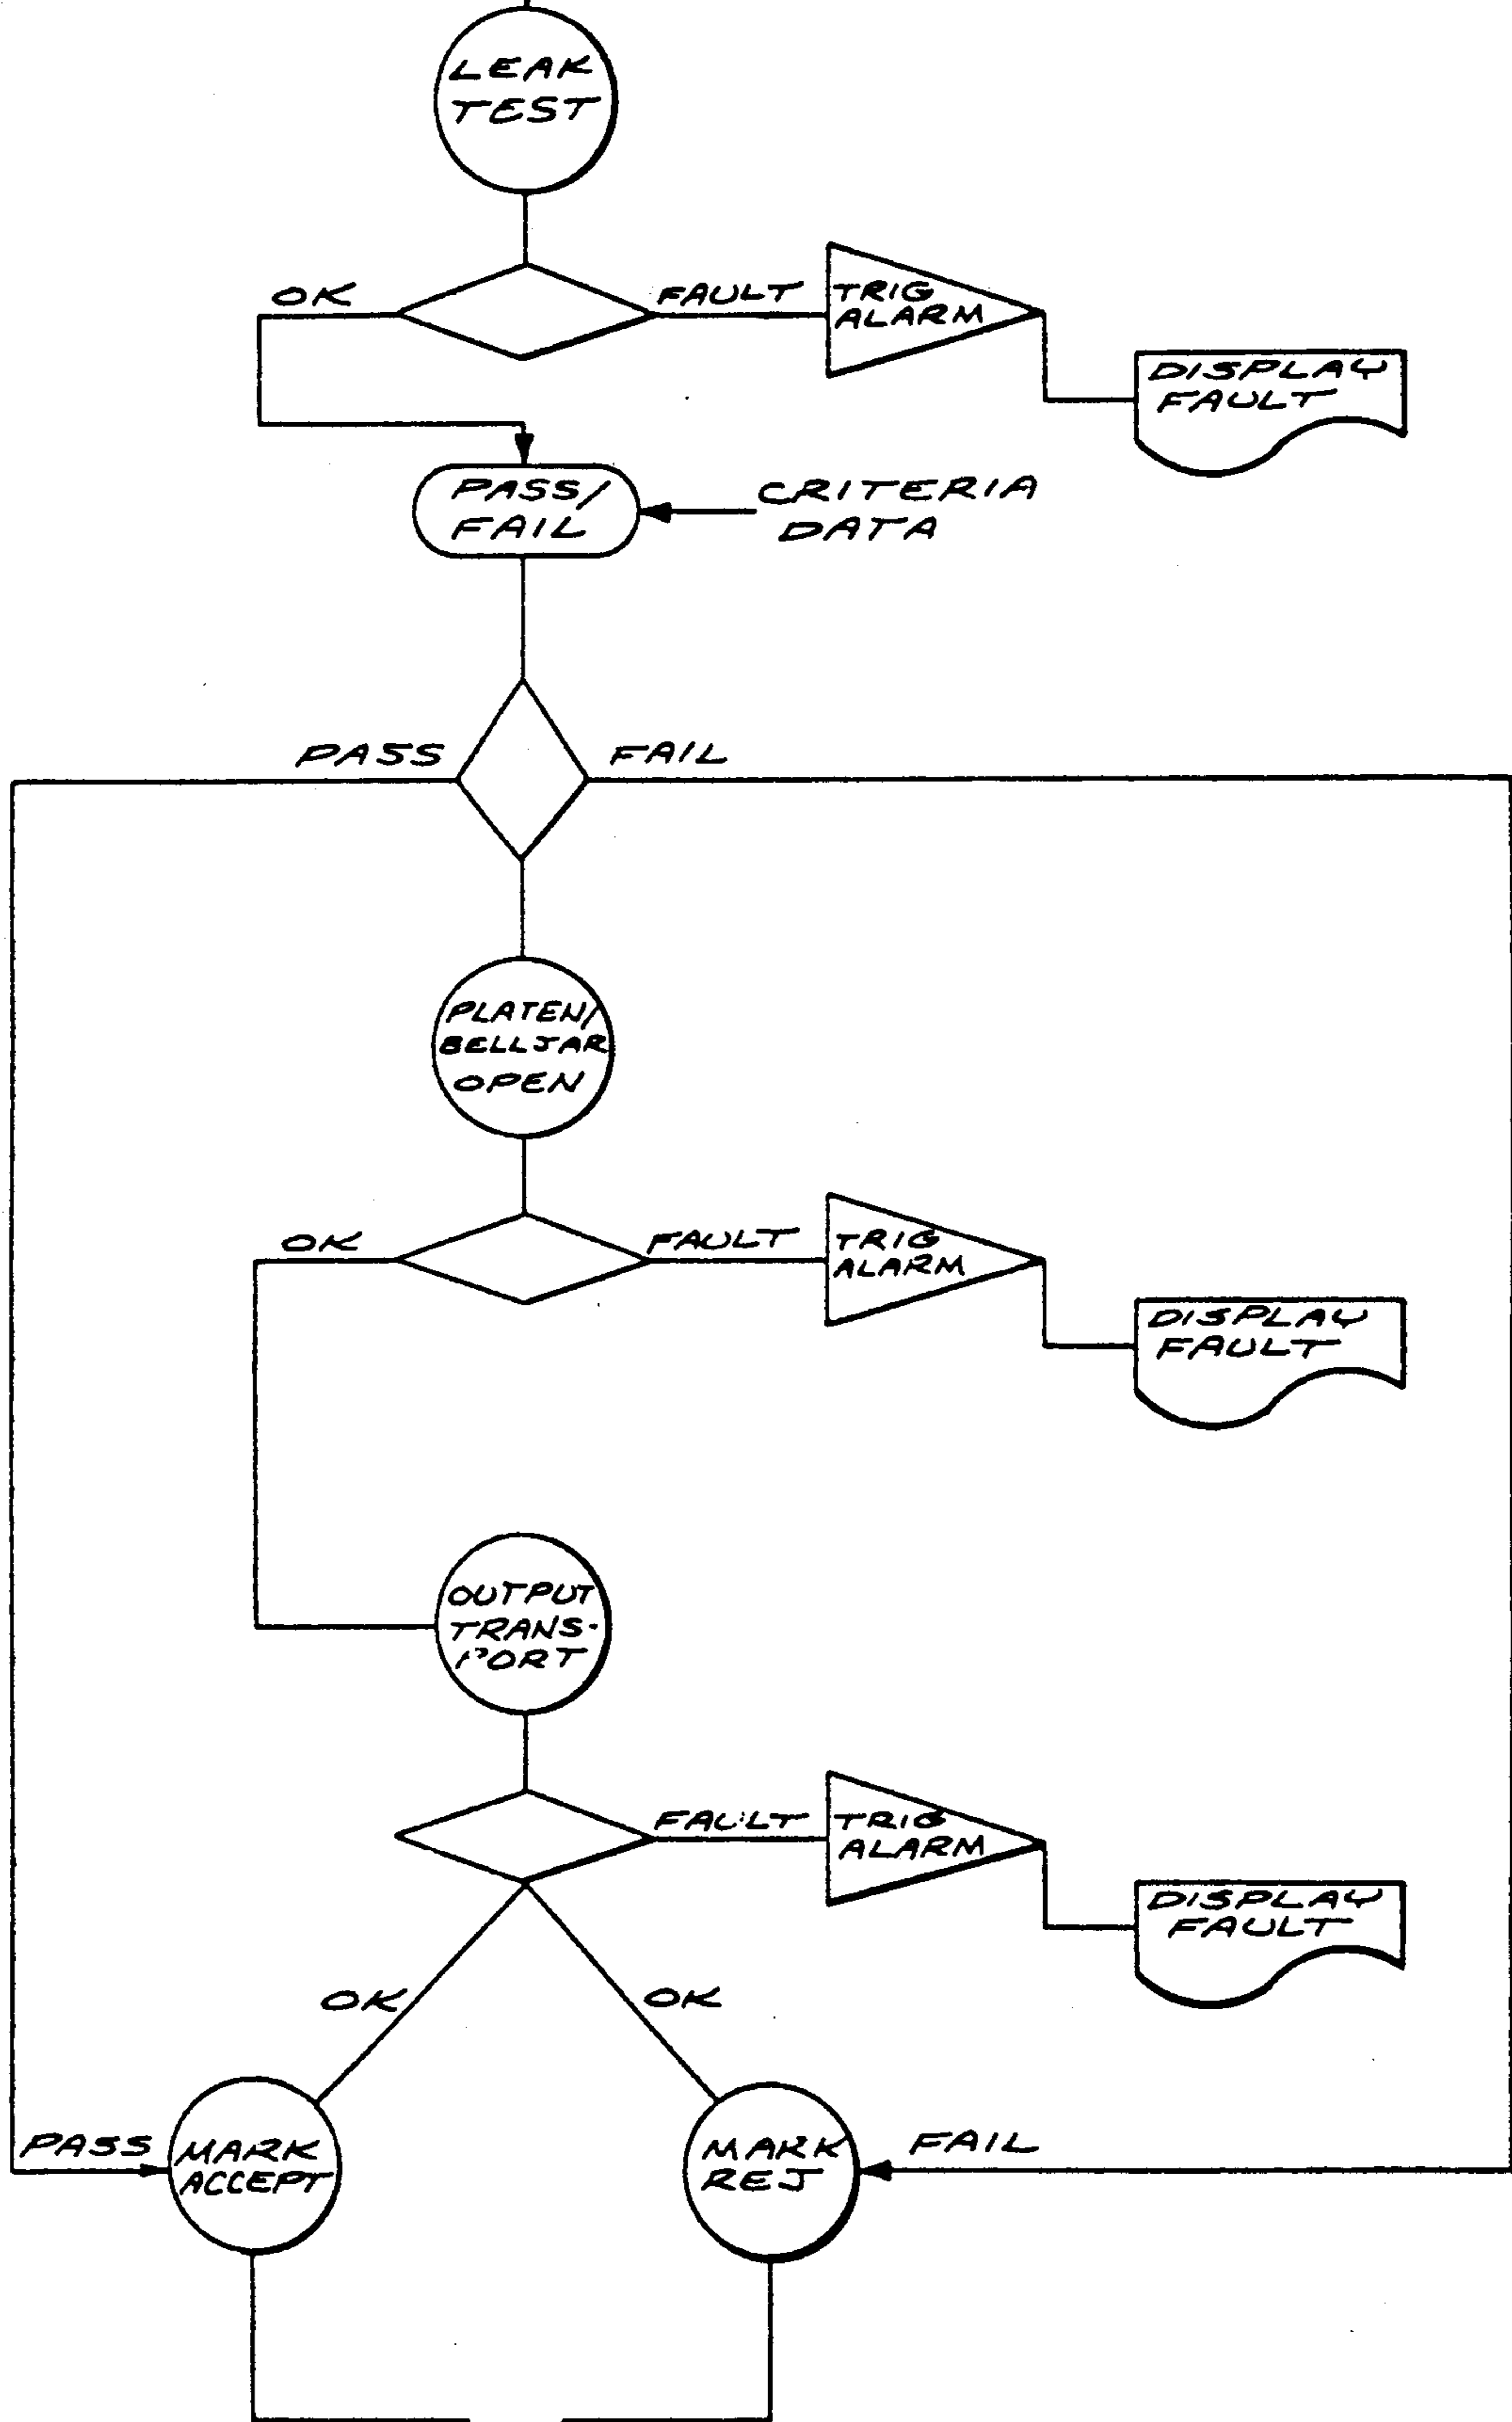 LEAK
TEST
OK
FAULT
TRIG
ALARM
DISPLAY
FAULT
PASS/
FAIL
CRITERIA
DATA
PASS
FAIL
PLATEN/
BELLJAR
OPEN
OK
FAULT
TRIG
ALARM
DISPLAY
FAULT
OUTPUT
TRANS-
PORT
FAULT
TRIG
ALARM
DISPLAY
FAULT
OK
OK
PASS
MARK
ACCEPT
MARK
REJ
FAIL